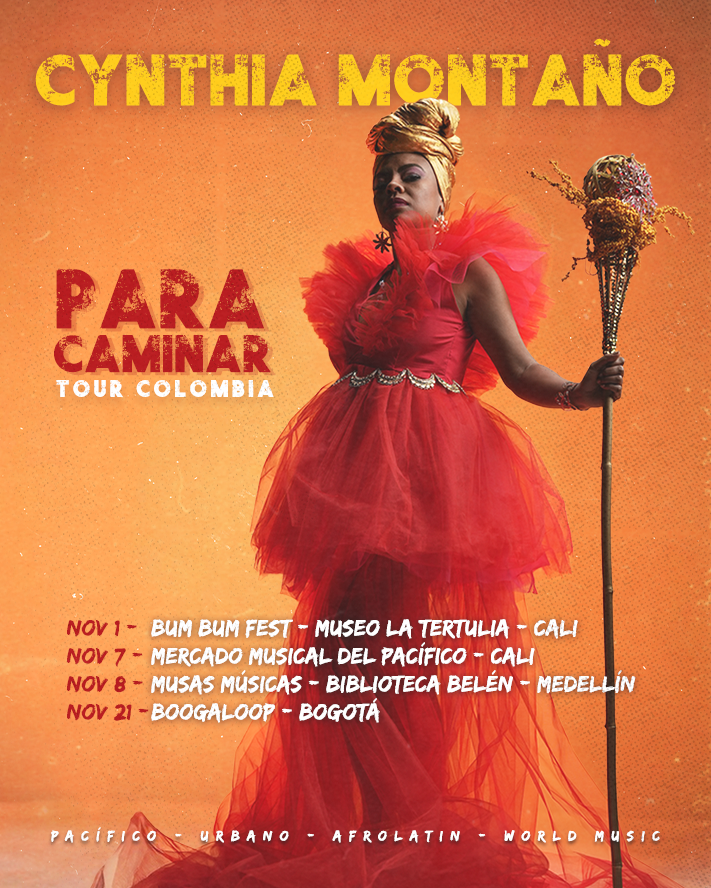 CYNTHIA MONTAÑO
PARA
CAMINAR
TOUR COLOMBIA
NOV 1 - BUM BUM FEST - MUSEO LA TERTULIA - CALI
NOV 7 - MERCADO MUSICAL DEL PACÍFICO - CALI
NOV 8 - MUSAS MÚSICAS - BIBLIOTECA BELÉN - MEDELLÍN
NOV 21 - BOOGALOOP - BOGOTÁ
PACÍFICO - URBANO - AFROLATIN - WORLD MUSIC